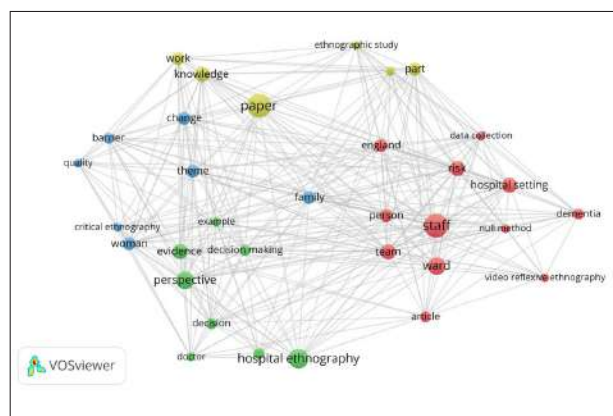 ethnographic study
work
knowledge
part
paper
change
england
data collection
barrier
quality
theme
risk
hospital setting
family
person
dementia
critical ethnography
example
staff
null method
woman
evidence
decision making
team
ward
perspective
video reflexive ethnography
article
decision
doctor
hospital ethnography
VOSviewer